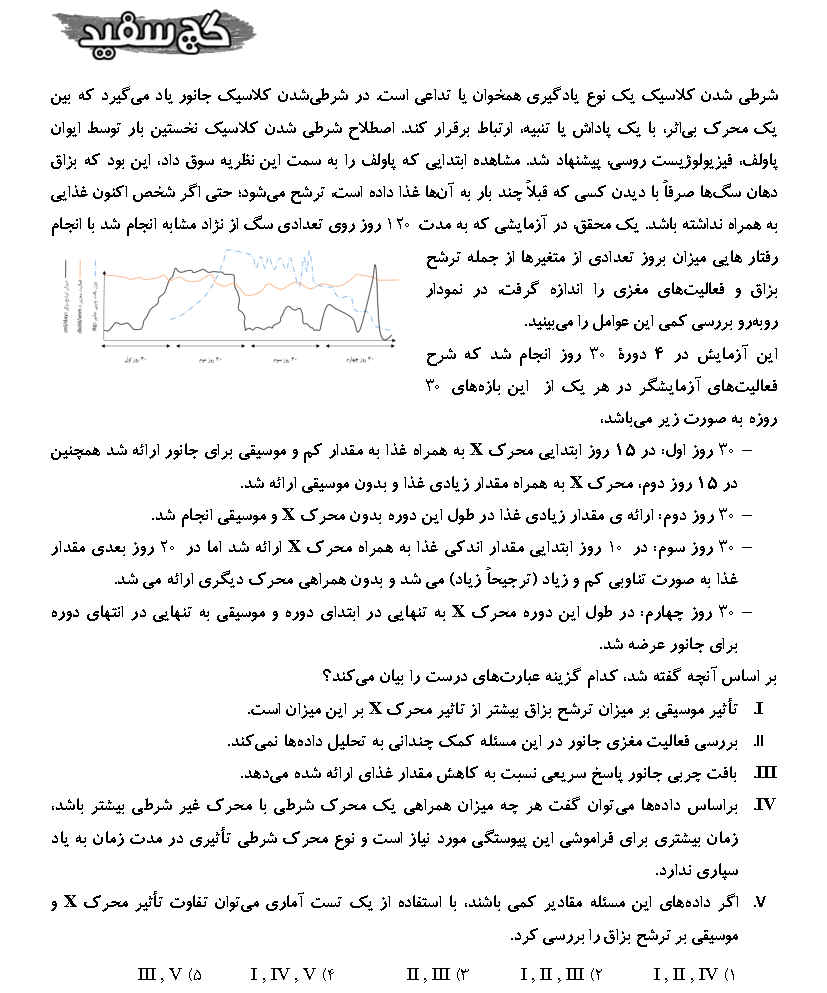 گچ سفید
شرطی شدن کلاسیک یک نوع یادگیری همخوان یا تداعی است. در شرطی‌شدن کلاسیک جانور یاد می‌گیرد که بین
یک محرک بی‌اثر، با یک پاداش یا تنبیه، ارتباط برقرار کند. اصطلاح شرطی شدن کلاسیک نخستین بار توسط ایوان
پاولف، فیزیولوژیست روسی، پیشنهاد شد. مشاهده ابتدایی که پاولف را به سمت این نظریه سوق داد، این بود که بزاق
دهان سگ‌ها صرفاً با دیدن کسی که قبلاً چند بار به آن‌ها غذا داده است، ترشح می‌شود؛ حتی اگر شخص اکنون غذایی
به همراه نداشته باشد. یک محقق، در آزمایشی که به مدت ۱۲۰ روز روی تعدادی سگ از نژاد مشابه انجام شد با انجام
رفتار هایی میزان بروز تعدادی از متغیرها از جمله ترشح
بزاق و فعالیت‌های مغزی را اندازه گرفت، در نمودار
روبه‌رو بررسی کمی این عوامل را می‌بینید.
ml/day
kg
۳۰ روز اول
۳۰ روز دوم
۳۰ روز سوم
۳۰ روز چهارم
این آزمایش در ۴ دورهٔ ۳۰ روز انجام شد که شرح
فعالیت‌های آزمایشگر در هر یک از این بازه‌های ۳۰
روزه به صورت زیر می‌باشد،
– ۳۰ روز اول: در ۱۵ روز ابتدایی محرک X به همراه غذا به مقدار کم و موسیقی برای جانور ارائه شد همچنین
در ۱۵ روز دوم، محرک X به همراه مقدار زیادی غذا و بدون موسیقی ارائه شد.
– ۳۰ روز دوم: ارائه ی مقدار زیادی غذا در طول این دوره بدون محرک X و موسیقی انجام شد.
– ۳۰ روز سوم: در ۱۰ روز ابتدایی مقدار اندکی غذا به همراه محرک X ارائه شد اما در ۲۰ روز بعدی مقدار
غذا به صورت تناوبی کم و زیاد (ترجیحاً زیاد) می شد و بدون همراهی محرک دیگری ارائه می شد.
– ۳۰ روز چهارم: در طول این دوره محرک X به تنهایی در ابتدای دوره و موسیقی به تنهایی در انتهای دوره
برای جانور عرضه شد.
بر اساس آنچه گفته شد، کدام گزینه عبارت‌های درست را بیان می‌کند؟
I. تأثیر موسیقی بر میزان ترشح بزاق بیشتر از تاثیر محرک X بر این میزان است.
II. بررسی فعالیت مغزی جانور در این مسئله کمک چندانی به تحلیل داده‌ها نمی‌کند.
III. بافت چربی جانور پاسخ سریعی نسبت به کاهش مقدار غذای ارائه شده می‌دهد.
IV. براساس داده‌ها می‌توان گفت هر چه میزان همراهی یک محرک شرطی با محرک غیر شرطی بیشتر باشد،
زمان بیشتری برای فراموشی این پیوستگی مورد نیاز است و نوع محرک شرطی تأثیری در مدت زمان به یاد
سپاری ندارد.
V. اگر داده‌های این مسئله مقادیر کمی باشند، با استفاده از یک تست آماری می‌توان تفاوت تأثیر محرک X و
موسیقی بر ترشح بزاق را بررسی کرد.
۱) I , II , IV ۲) I , II , III ۳) II , III ۴) I , IV , V ۵) III , V